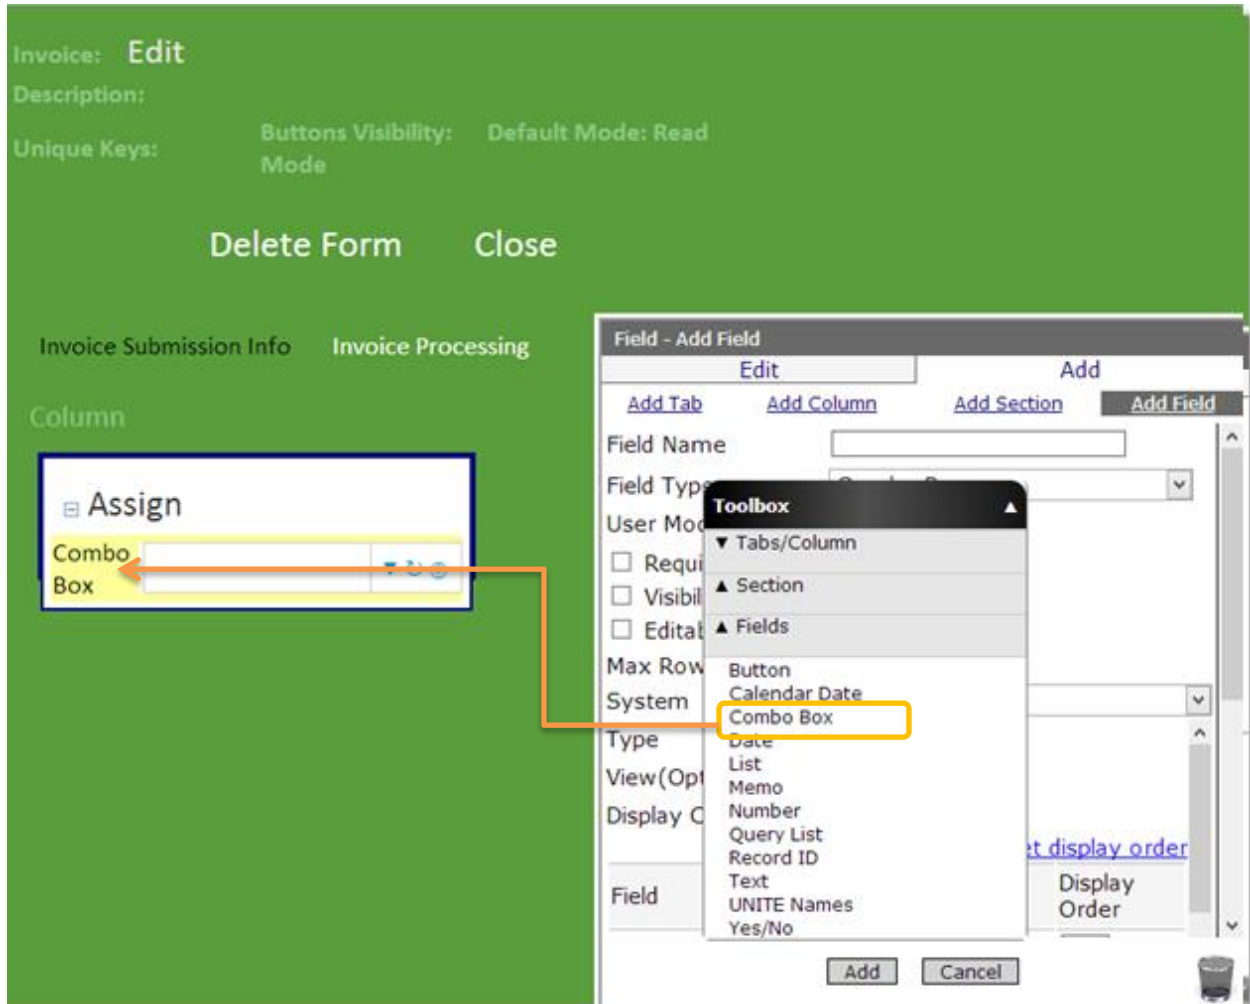 Invoice: Edit
Description:
Unique Keys:
Buttons Visibility: Default Mode: Read
Mode
Delete Form Close
Invoice Submission Info Invoice Processing
Column
Assign
Combo
Box
Field - Add Field
Edit Add
Add Tab Add Column Add Section Add Field
Field Name
Field Type
User Mod
Requi
Visibil
Editab
Max Row
System
Type
View(Opt
Display O
et display order
Field
Display
Order
Toolbox
Tabs/Column
Section
Fields
Button
Calendar Date
Combo Box
Date
List
Memo
Number
Query List
Record ID
Text
UNITE Names
Yes/No
Add Cancel